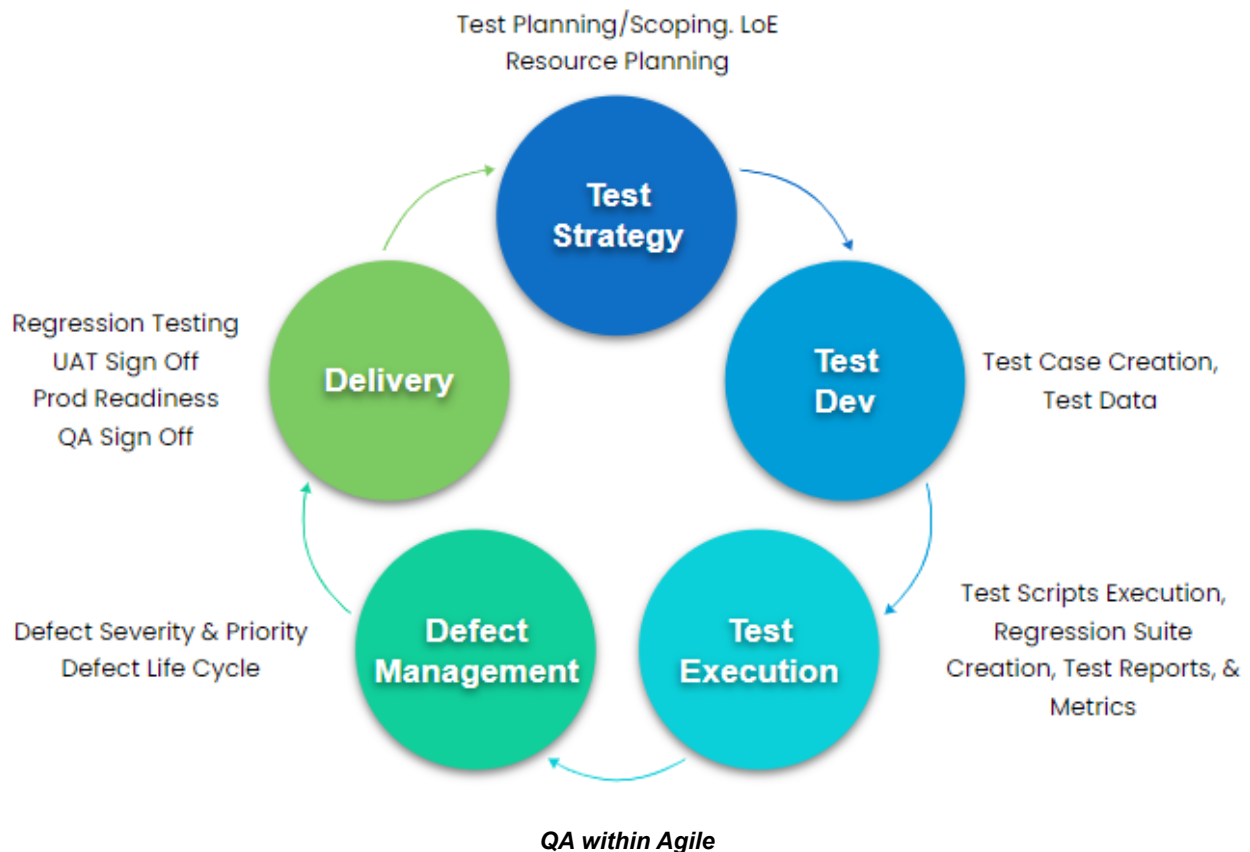 Test Planning/Scoping. LoE
Resource Planning
Test
Strategy
Test
Dev
Test Case Creation,
Test Data
Test
Execution
Test Scripts Execution,
Regression Suite
Creation, Test Reports, &
Metrics
Defect
Management
Defect Severity & Priority
Defect Life Cycle
Delivery
Regression Testing
UAT Sign Off
Prod Readiness
QA Sign Off
QA within Agile